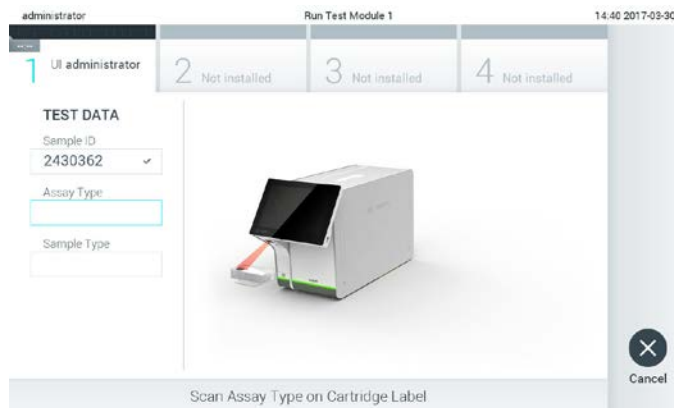 administrator Run Test Module 1 14:40 2017-03-30
1 UI administrator 2 Not installed 3 Not installed 4 Not installed
TEST DATA
Sample ID
2430362
Assay Type
Sample Type
Cancel
Scan Assay Type on Cartridge Label